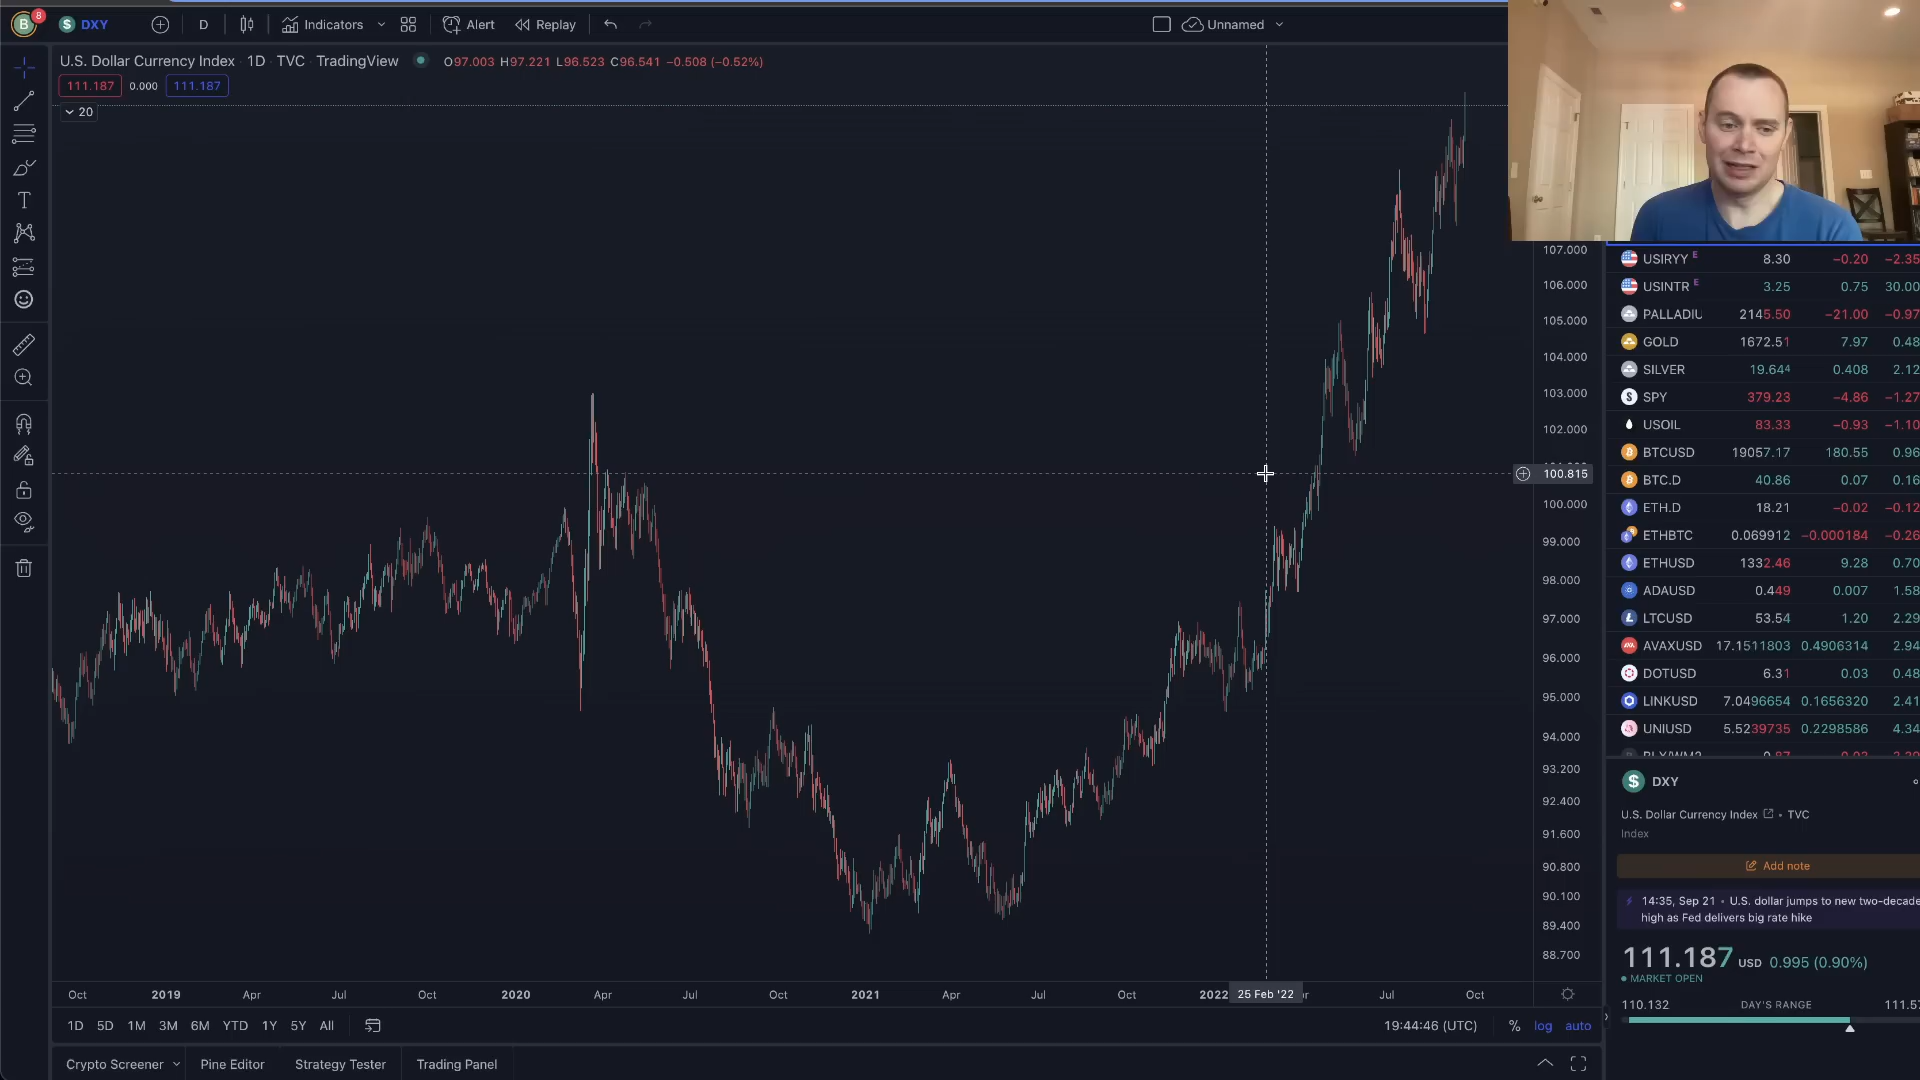 B 8 $ DXY D Indicators Alert Replay Unnamed
U.S. Dollar Currency Index · 1D · TVC · TradingView O97.003 H97.221 L96.523 C96.541 −0.508 (−0.52%)
111.187 0.000 111.187
20
107.000
106.000
105.000
104.000
103.000
102.000
100.815
100.000
99.000
98.000
97.000
96.000
95.000
94.000
93.200
92.400
91.600
90.800
90.100
89.400
88.700
Oct 2019 Apr Jul Oct 2020 Apr Jul Oct 2021 Apr Jul Oct 2022 25 Feb '22 Jul Oct
1D 5D 1M 3M 6M YTD 1Y 5Y All
19:44:46 (UTC) % log auto
Crypto Screener Pine Editor Strategy Tester Trading Panel
USIRYY E 8.30 −0.20 −2.35
USINTR E 3.25 0.75 30.00
PALLADIU 2145.50 −21.00 −0.97
GOLD 1672.51 7.97 0.48
SILVER 19.644 0.408 2.12
SPY 379.23 −4.86 −1.27
USOIL 83.33 −0.93 −1.10
BTCUSD 19057.17 180.55 0.96
BTC.D 40.86 0.07 0.16
ETH.D 18.21 −0.02 −0.12
ETHBTC 0.069912 −0.000184 −0.26
ETHUSD 1332.46 9.28 0.70
ADAUSD 0.449 0.007 1.58
LTCUSD 53.54 1.20 2.29
AVAXUSD 17.1511803 0.4906314 2.94
DOTUSD 6.31 0.03 0.48
LINKUSD 7.0496654 0.1656320 2.41
UNIUSD 5.5239735 0.2298586 4.34
$ DXY
U.S. Dollar Currency Index • TVC
Index
Add note
14:35, Sep 21 • U.S. dollar jumps to new two-decade
high as Fed delivers big rate hike
111.187 USD 0.995 (0.90%)
• MARKET OPEN
110.132 DAY'S RANGE 111.57